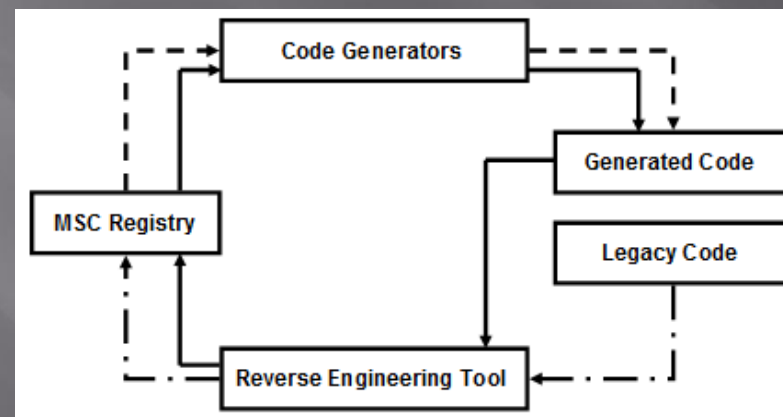 Code Generators
Generated Code
MSC Registry
Legacy Code
Reverse Engineering Tool